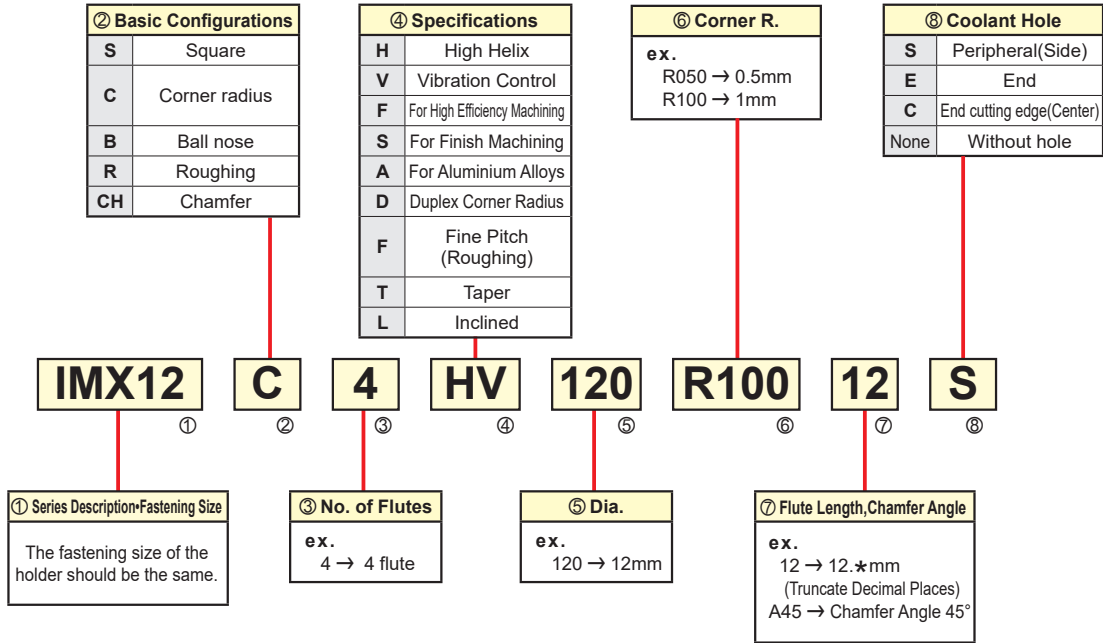 ② Basic Configurations
S Square
C Corner radius
B Ball nose
R Roughing
CH Chamfer
④ Specifications
H High Helix
V Vibration Control
F For High Efficiency Machining
S For Finish Machining
A For Aluminium Alloys
D Duplex Corner Radius
F Fine Pitch
(Roughing)
T Taper
L Inclined
⑥ Corner R.
ex.
R050 → 0.5mm
R100 → 1mm
⑧ Coolant Hole
S Peripheral(Side)
E End
C End cutting edge(Center)
None Without hole
IMX12 C 4 HV 120 R100 12 S
① ② ③ ④ ⑤ ⑥ ⑦ ⑧
① Series Description•Fastening Size
The fastening size of the
holder should be the same.
③ No. of Flutes
ex.
4 → 4 flute
⑤ Dia.
ex.
120 → 12mm
⑦ Flute Length,Chamfer Angle
ex.
12 → 12.*mm
(Truncate Decimal Places)
A45 → Chamfer Angle 45°